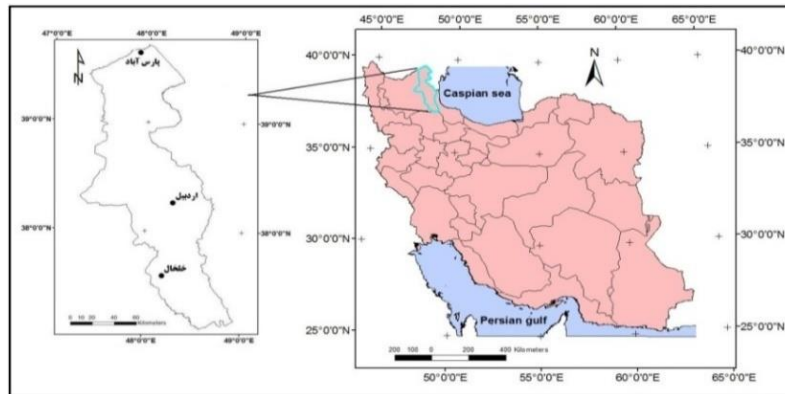 47°0'0"E 48°0'0"E 49°0'0"E
پارس آباد
39°0'0"N 39°0'0"N
اردبیل
38°0'0"N 38°0'0"N
خلخال
0 10 20 40 60
Kilometers
48°0'0"E 49°0'0"E
45°0'0"E 50°0'0"E 55°0'0"E 60°0'0"E
40°0'0"N 40°0'0"N
N
Caspian sea
35°0'0"N 35°0'0"N
30°0'0"N 30°0'0"N
Persian gulf
25°0'0"N 25°0'0"N
200 100 0 200 400 Kilometers
50°0'0"E 55°0'0"E 60°0'0"E 65°0'0"E